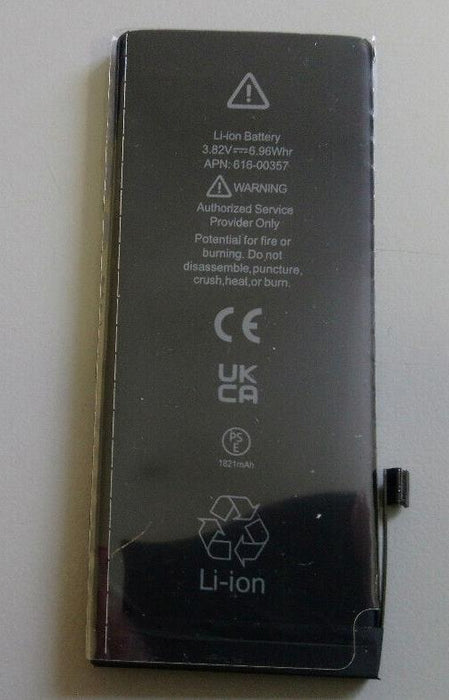 Li-ion Battery
3.82V⎓6.96Whr
APN: 616-00357
WARNING
Authorized Service
Provider Only
Potential for fire or
burning. Do not
disassemble,puncture,
crush,heat,or burn.
CE
UK
CA
PS
E
1821mAh
Li-ion